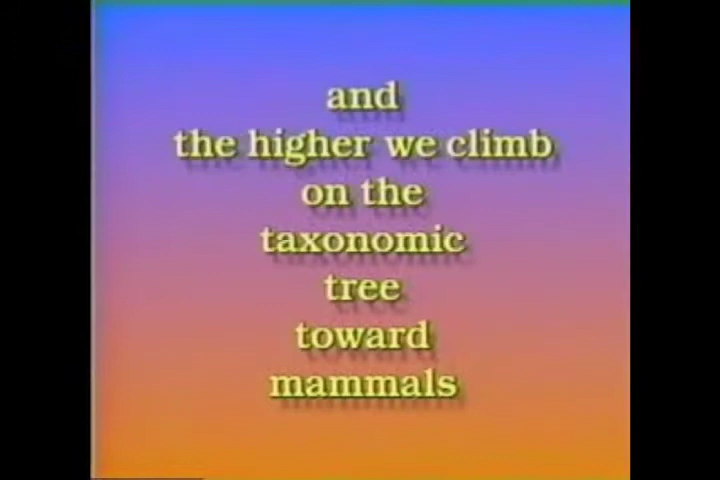 and
the higher we climb
on the
taxonomic
tree
toward
mammals